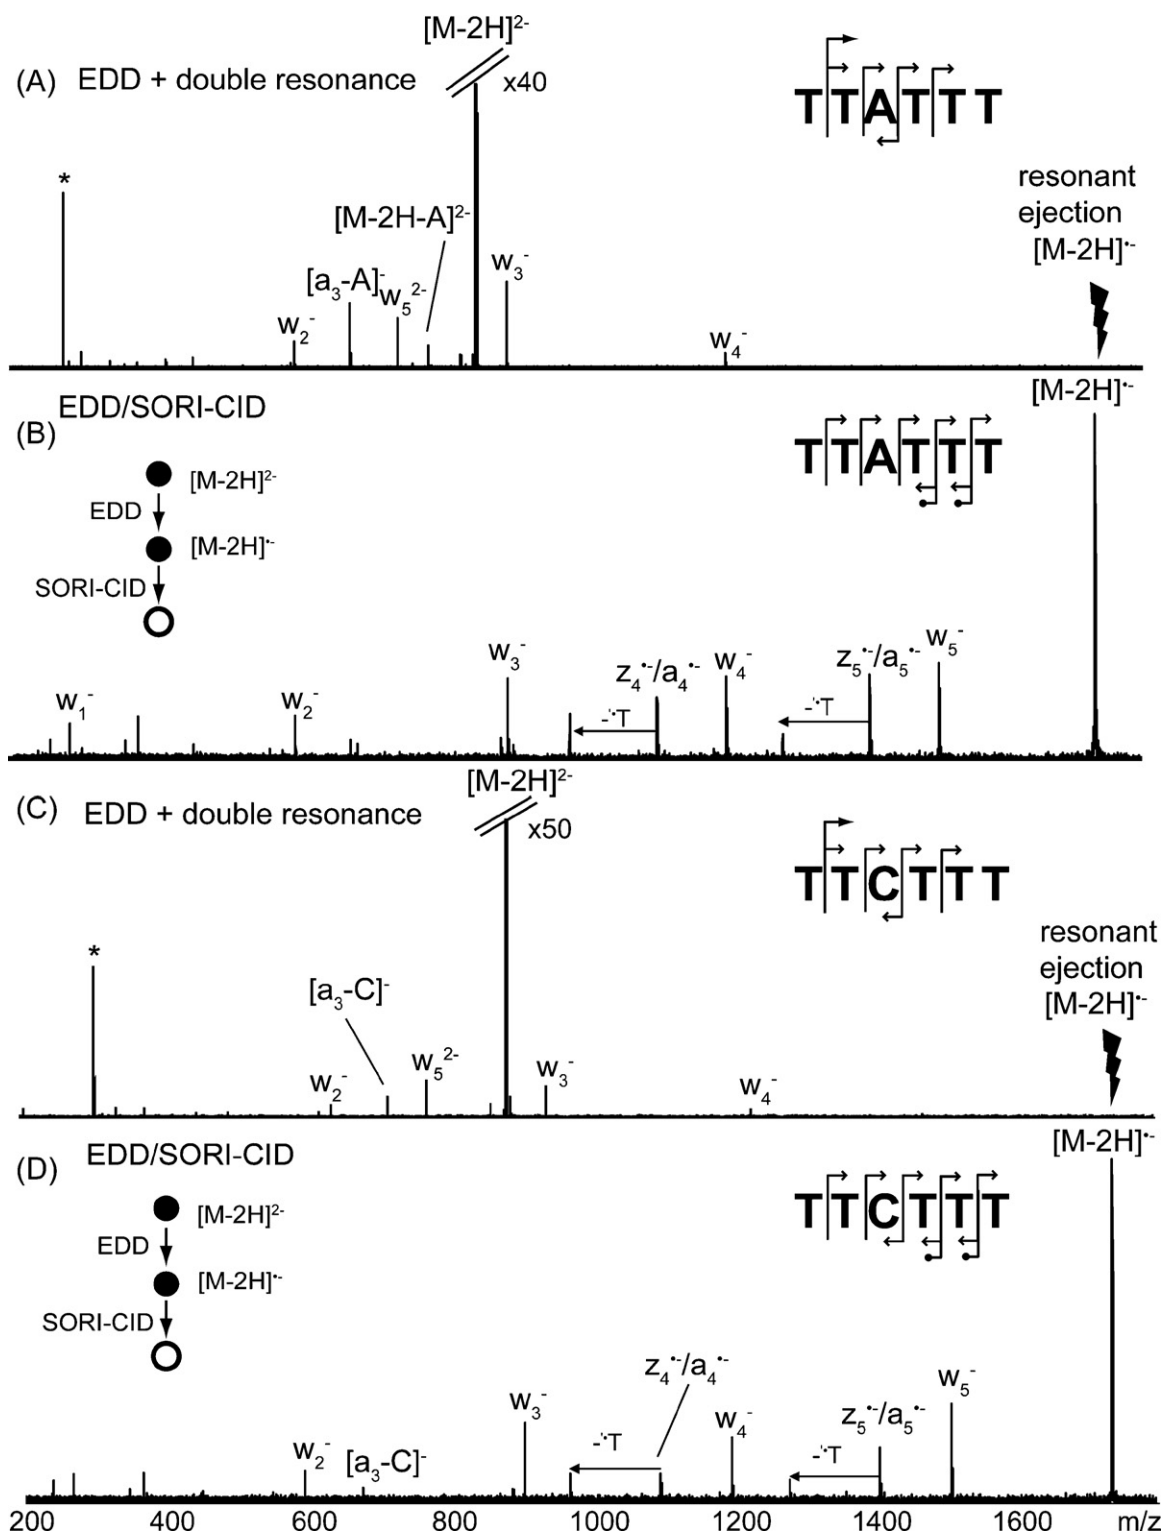 [M-2H]2-
(A) EDD + double resonance
x40
TTATTT
*
resonant
ejection
[M-2H]•-
[M-2H-A]2-
[a3-A]-
w52-
w3-
w2-
w4-
(B) EDD/SORI-CID
[M-2H]•-
TTATTT
[M-2H]2-
EDD
[M-2H]•-
SORI-CID
w1-
w2-
w3-
z4•-/a4•-
-'•T
w4-
z5•-/a5•-
-'•T
w5-
[M-2H]2-
(C) EDD + double resonance
x50
TTCTTT
*
resonant
ejection
[M-2H]•-
[a3-C]-
w2-
w52-
w3-
w4-
(D) EDD/SORI-CID
[M-2H]•-
TTCTTT
[M-2H]2-
EDD
[M-2H]•-
SORI-CID
w2-
[a3-C]-
w3-
-'•T
z4•-/a4•-
w4-
-'•T
z5•-/a5•-
w5-
200 400 600 800 1000 1200 1400 1600 m/z